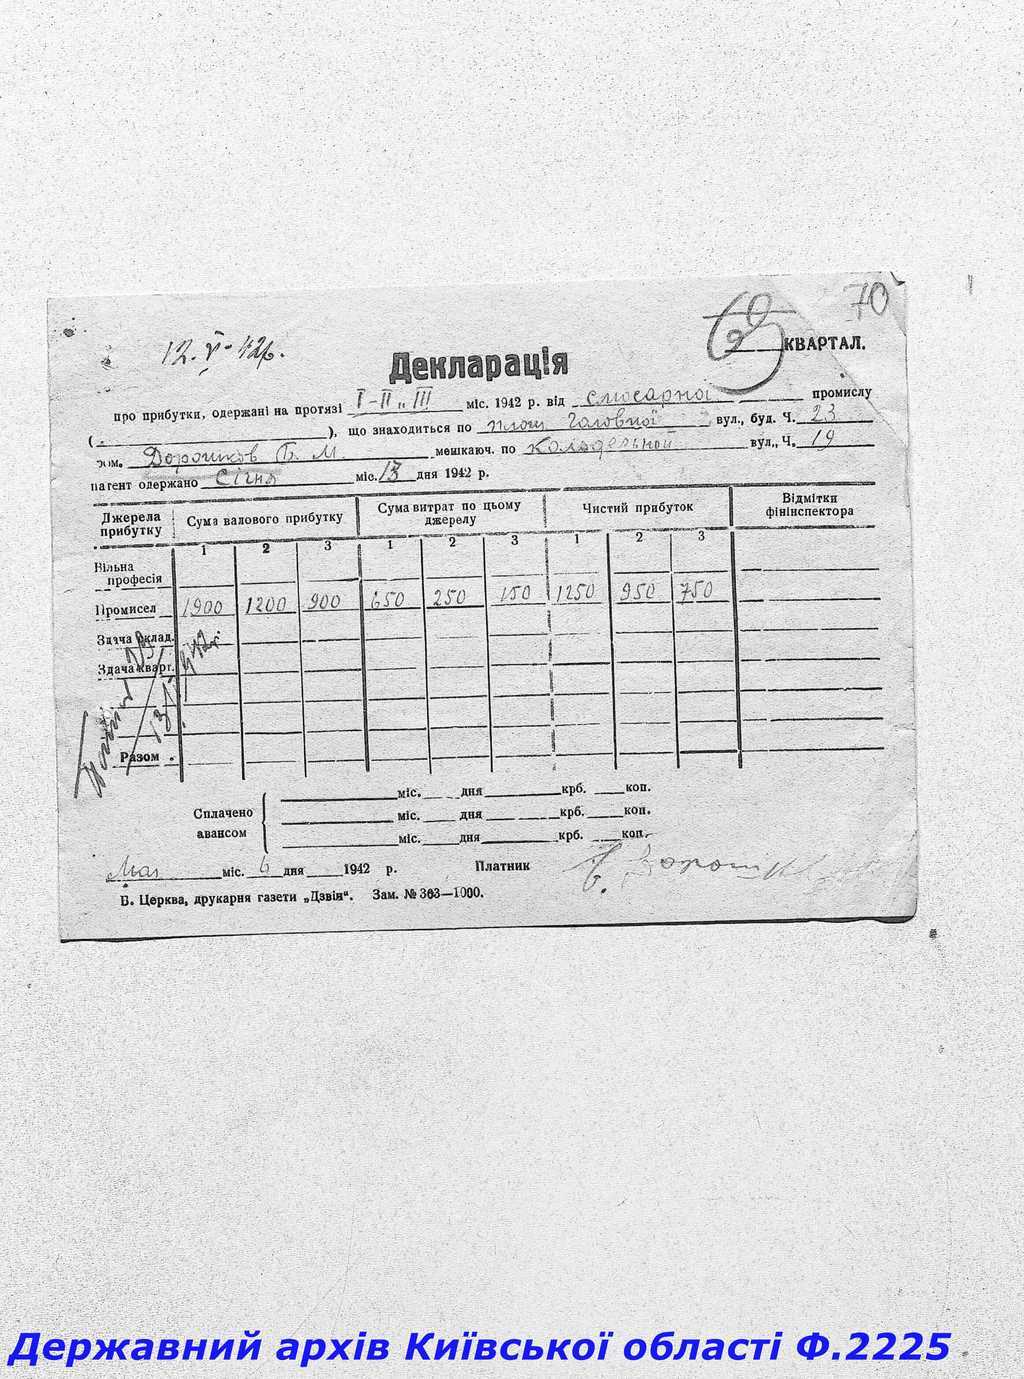 70
69
12.V-42р.
КВАРТАЛ.
Декларація
про прибутки, одержані на протязі I-II-III міс. 1942 р. від слюсарної промислу
( ), що знаходиться по площ Головної вул., буд. Ч. 23
гром. Дорошков Б. М. мешкаюч. по вул., Ч. 19
патент одержано Січня міс. 13 дня 1942 р.
Джерела прибутку Сума валового прибутку Сума витрат по цьому джерелу Чистий прибуток Відмітки фінінспектора
1 2 3 1 2 3 1 2 3
Вільна професія
Промисел 1900 1200 900 650 250 150 1250 950 750
Здача склад.
Здача кварт.
Разом
Сплачено авансом
міс. дня крб. коп.
міс. дня крб. коп.
міс. дня крб. коп.
Мая міс. 6 дня 1942 р. Платник Б. Дорошков
Б. Церква, друкарня газети „Дзвін“. Зам. № 363—1000.
Державний архів Київської області Ф.2225